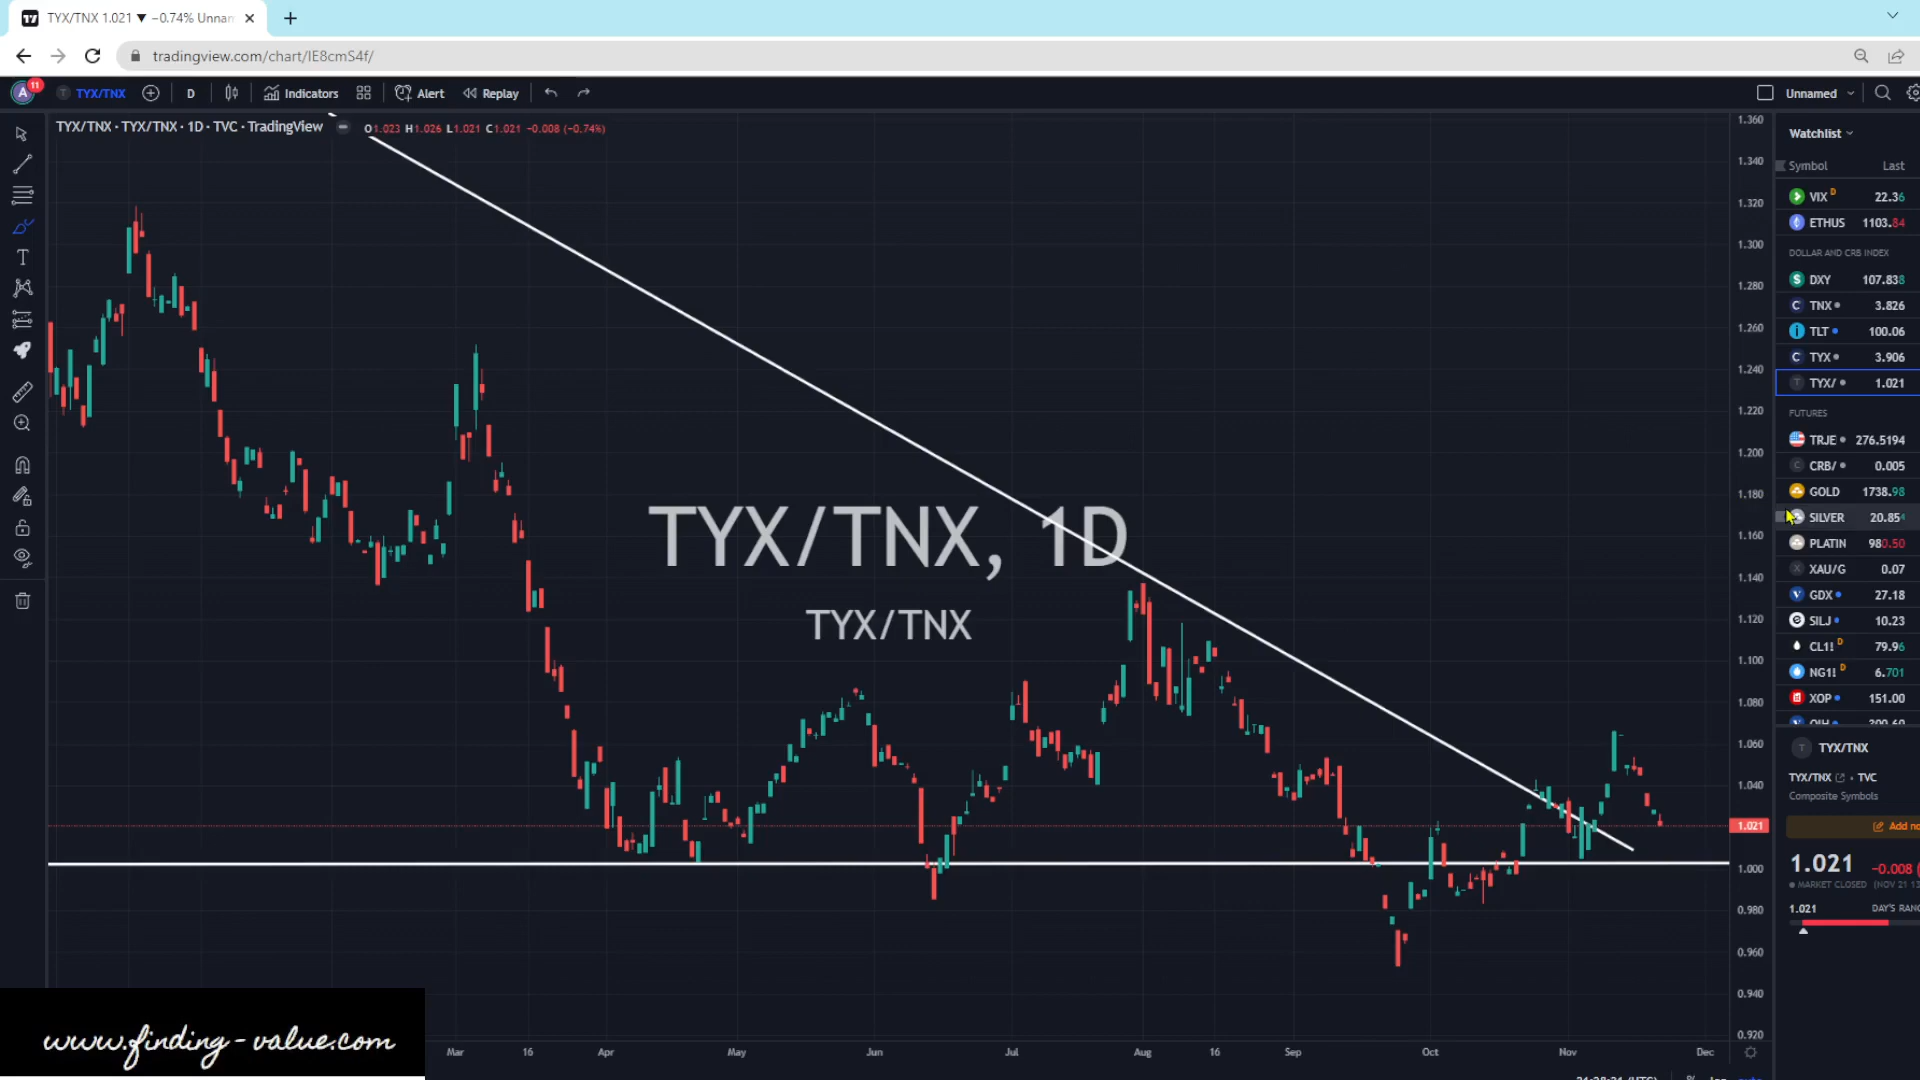 TYX/TNX 1.021 ▼ −0.74% Unnam
tradingview.com/chart/IE8cmS4f/
A 11 TYX/TNX D Indicators Alert Replay Unnamed
TYX/TNX · TYX/TNX · 1D · TVC · TradingView O1.023 H1.026 L1.021 C1.021 −0.008 (−0.74%)
TYX/TNX, 1D
TYX/TNX
1.360
1.340
1.320
1.300
1.280
1.260
1.240
1.220
1.200
1.180
1.160
1.140
1.120
1.100
1.080
1.060
1.040
1.021
1.000
0.980
0.960
0.940
0.920
Mar 16 Apr May Jun Jul Aug 16 Sep Oct Nov Dec
Watchlist
Symbol Last
VIX D 22.36
ETHUS 1103.84
DOLLAR AND CRB INDEX
DXY 107.838
TNX 3.826
TLT 100.06
TYX 3.906
TYX/ 1.021
FUTURES
TRJE 276.5194
CRB/ 0.005
GOLD 1738.98
SILVER 20.854
PLATIN 980.50
XAU/G 0.07
GDX 27.18
SILJ 10.23
CL1! D 79.96
NG1! D 6.701
XOP 151.00
TYX/TNX
TYX/TNX · TVC
Composite Symbols
Add no
1.021 −0.008
MARKET CLOSED (NOV 21 13
1.021 DAY'S RANG
www.finding-value.com